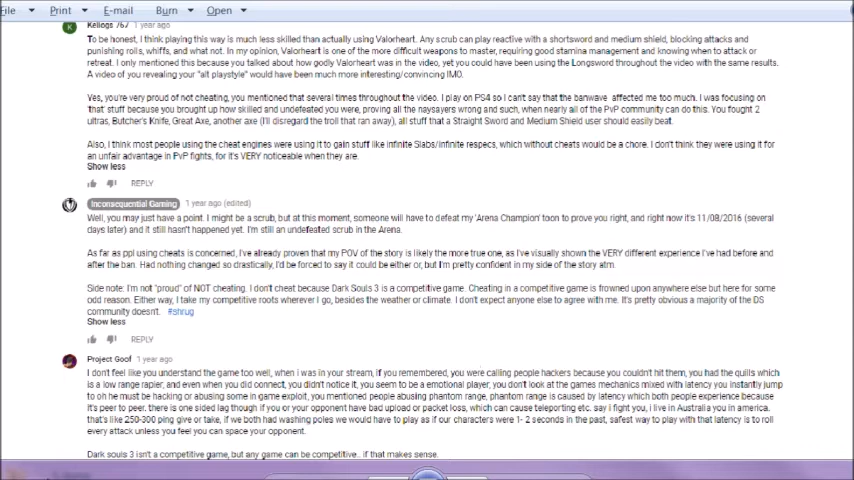 File Print E-mail Burn Open
Kellogs 767 1 year ago
To be honest, I think playing this way is much less skilled than actually using Valorheart. Any scrub can play reactive with a shortsword and medium shield, blocking attacks and
punishing rolls, whiffs, and what not. In my opinion, Valorheart is one of the more difficult weapons to master, requiring good stamina management and knowing when to attack or
retreat. I only mentioned this because you talked about how godly ValorHeart was in the video, yet you could have been using the Longsword throughout the video with the same results.
A video of you revealing your "alt playstyle" would have been much more interesting/convincing IMO.
Yes, you're very proud of not cheating, you mentioned that several times throughout the video. I play on PS4 so I can't say that the banwave affected me too much. I was focusing on
'that' stuff because you brought up how skilled and undefeated you were, proving all the naysayers wrong and such, when nearly all of the PvP community can do this. You fought 2
ultras, Butcher's Knife, Great Axe, another axe (I'll disregard the troll that ran away), all stuff that a Straight Sword and Medium Shield user should easily beat.
Also, I think most people using the cheat engines were using it to gain stuff like infinite Slabs/infinite respecs, which without cheats would be a chore. I don't think they were using it for
an unfair advantage in PvP fights, for it's VERY noticeable when they are.
Show less
REPLY
Inconsequential Gaming 1 year ago (edited)
Well, you may just have a point. I might be a scrub, but at this moment, someone will have to defeat my 'Arena Champion' toon to prove you right, and right now it's 11/08/2016 (several
days later) and it still hasn't happened yet. I'm still an undefeated scrub in the Arena.
As far as ppl using cheats is concerned, I've already proven that my POV of the story is likely the more true one, as I've visually shown the VERY different experience I've had before and
after the ban. Had nothing changed so drastically, I'd be forced to say it could be either or, but I'm pretty confident in my side of the story atm.
Side note: I'm not "proud" of NOT cheating. I don't cheat because Dark Souls 3 is a competitive game. Cheating in a competitive game is frowned upon anywhere else but here for some
odd reason. Either way, I take my competitive roots wherever I go, besides the weather or climate. I don't expect anyone else to agree with me. It's pretty obvious a majority of the DS
community doesn't. #shrug
Show less
REPLY
Project Goof 1 year ago
I don't feel like you understand the game too well, when i was in your stream, if you remembered, you were calling people hackers because you couldn't hit them, you had the quills which
is a low range rapier, and even when you did connect, you didn't notice it, you seem to be a emotional player, you don't look at the games mechanics mixed with latency you instantly jump
to oh he must be hacking or abusing some in game exploit, you mentioned people abusing phantom range, phantom range is caused by latency which both people experience because
It's peer to peer. there is one sided lag though if you or your opponent have bad upload or packet loss, which can cause teleporting etc. say i fight you, i live in Australia you in america.
that's like 250-300 ping give or take, if we both had washing poles we would have to play as if our characters were 1- 2 seconds in the past, safest way to play with that latency is to roll
every attack unless you feel you can space your opponent.
Dark souls 3 isn't a competitive game, but any game can be competitive.. if that makes sense.